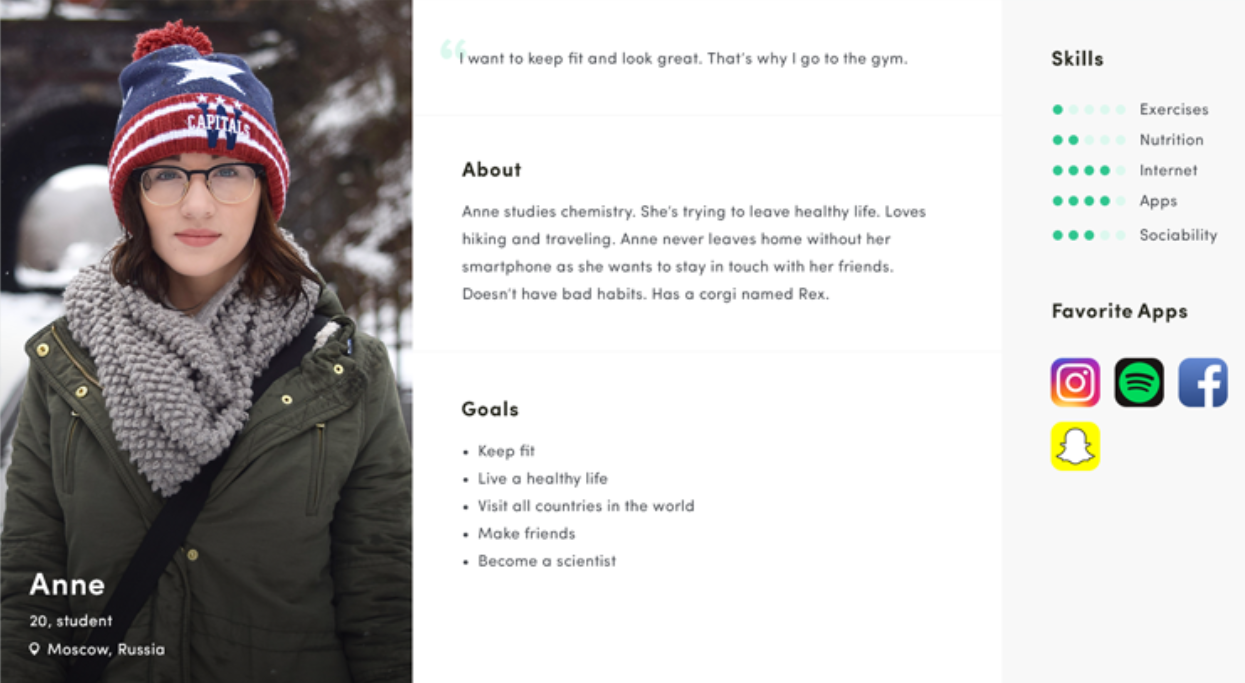 CAPITALS
W
Anne
20, student
Moscow, Russia
“I want to keep fit and look great. That's why I go to the gym.
About
Anne studies chemistry. She's trying to leave healthy life. Loves
hiking and traveling. Anne never leaves home without her
smartphone as she wants to stay in touch with her friends.
Doesn't have bad habits. Has a corgi named Rex.
Goals
• Keep fit
• Live a healthy life
• Visit all countries in the world
• Make friends
• Become a scientist
Skills
Exercises
Nutrition
Internet
Apps
Sociability
Favorite Apps